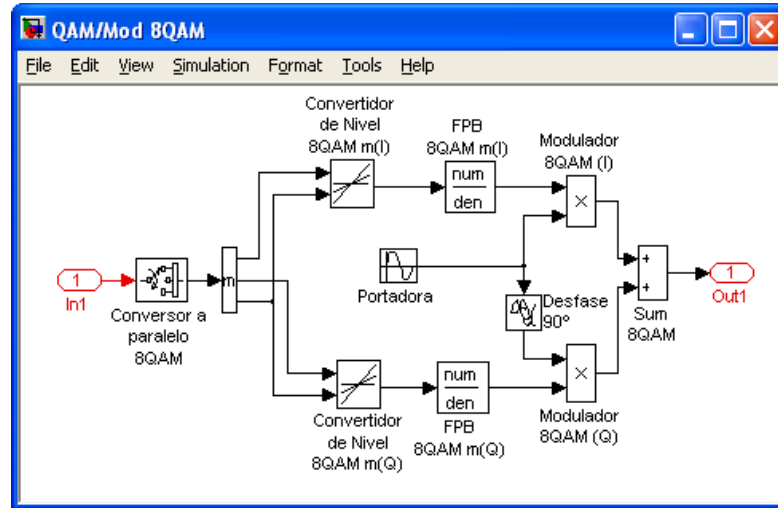 QAM/Mod 8QAM
File Edit View Simulation Format Tools Help
Convertidor
de Nivel
8QAM m(I)
FPB
8QAM m(I)
Modulador
8QAM (I)
num
den
×
1
In1
Conversor a
paralelo
8QAM
m
Portadora
Desfase
90º
+
+
Sum
8QAM
1
Out1
Convertidor
de Nivel
8QAM m(Q)
num
den
FPB
8QAM m(Q)
×
Modulador
8QAM (Q)